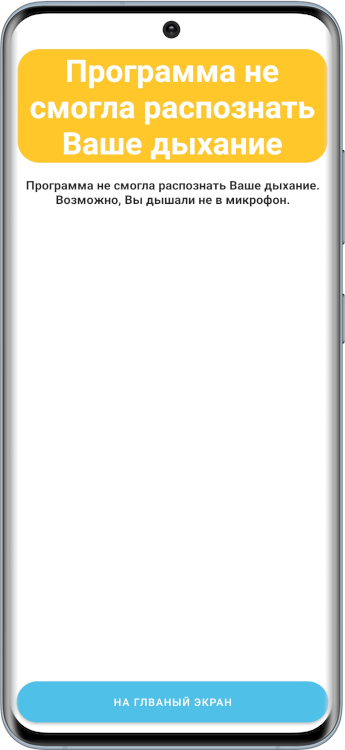 Программа не
смогла распознать
Ваше дыхание
Программа не смогла распознать Ваше дыхание.
Возможно, Вы дышали не в микрофон.
НА ГЛВАНЫЙ ЭКРАН